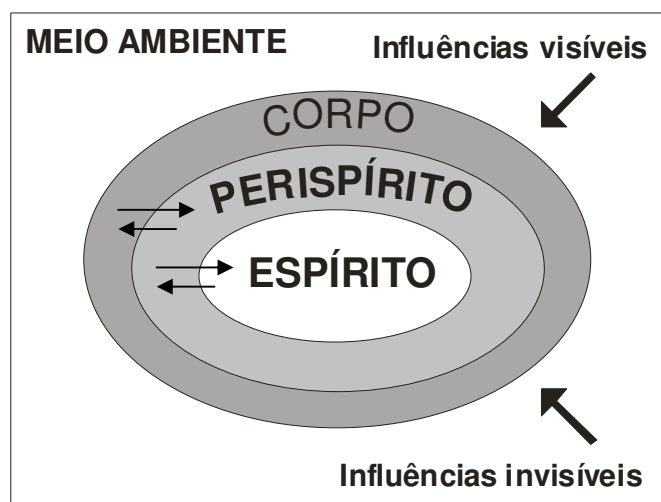 MEIO AMBIENTE
Influências visíveis
CORPO
PERISPÍRITO
ESPÍRITO
Influências invisíveis